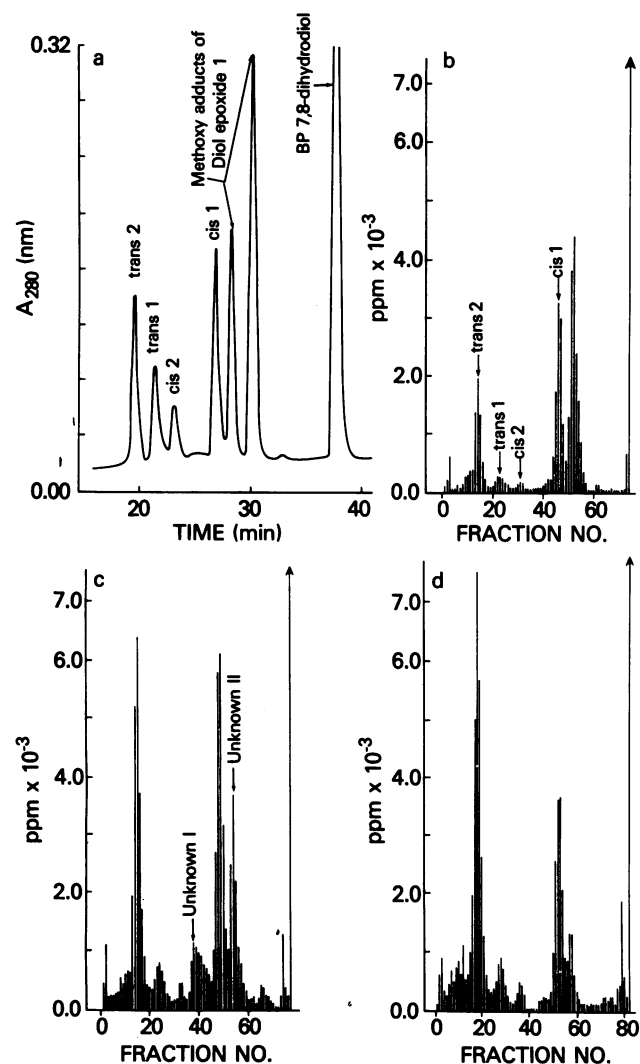 a
0.32
0.00
A280 (nm)
trans 2
trans 1
cis 2
cis 1
Methoxy adducts of
Diol epoxide 1
BP 7,8-dihydrodiol
20 30 40
TIME (min)
b
7.0
6.0
4.0
2.0
0.0
ppm x 10-3
trans 2
trans 1
cis 2
cis 1
0 20 40 60 80
FRACTION NO.
c
7.0
6.0
4.0
2.0
0.0
ppm x 10-3
Unknown I
Unknown II
0 20 40 60
FRACTION NO.
d
7.0
6.0
4.0
2.0
0.0
ppm x 10-3
0 20 40 60 80
FRACTION NO.